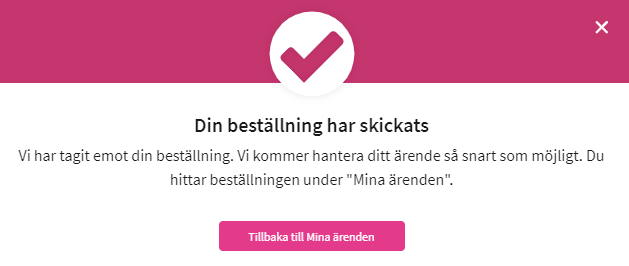 Din beställning har skickats
Vi har tagit emot din beställning. Vi kommer hantera ditt ärende så snart som möjligt. Du
hittar beställningen under "Mina ärenden".
Tillbaka till Mina ärenden